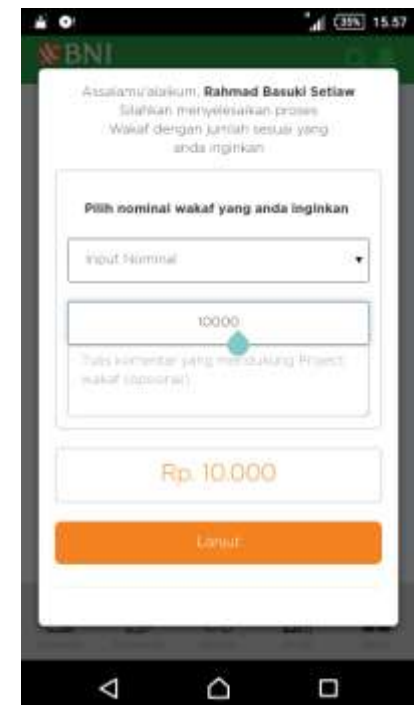 35% 15.57
BNI
Assalamu'alaikum, Rahmad Basuki Setiaw
Silahkan menyelesaikan proses
Wakaf dengan jumlah sesuai yang
anda inginkan
Pilih nominal wakaf yang anda inginkan
Input Nominal
10000
Tulis komentar yang mendukung Project
wakaf (opsional)
Rp. 10.000
Lanjut